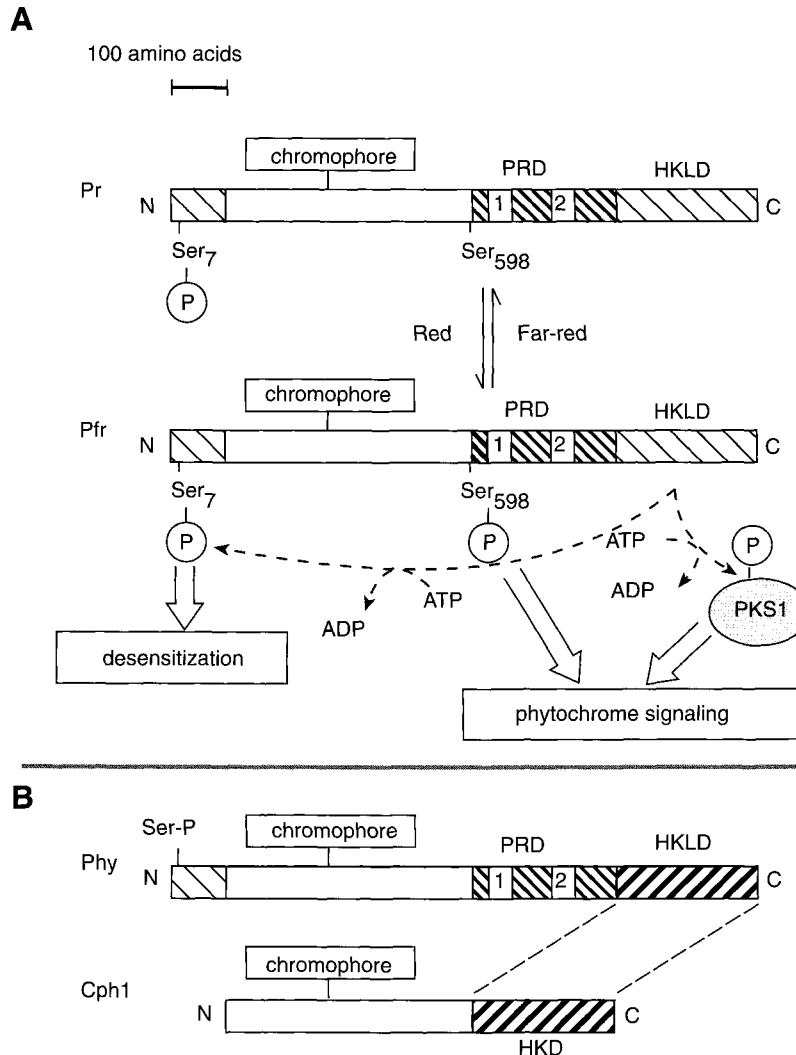 A
100 amino acids
chromophore
PRD
HKLD
Pr
N
1
2
C
Ser7
Ser598
P
Red
Far-red
chromophore
PRD
HKLD
Pfr
N
1
2
C
Ser7
Ser598
P
P
ATP
P
ADP
ATP
ADP
PKS1
desensitization
phytochrome signaling
B
Ser-P
chromophore
PRD
HKLD
Phy
N
1
2
C
chromophore
Cph1
N
C
HKD